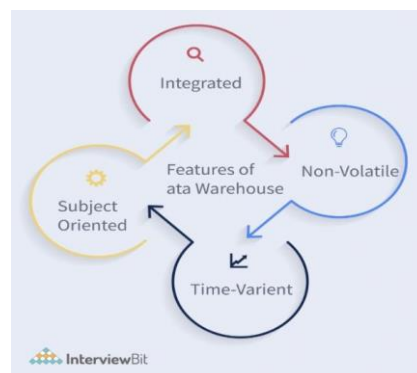 Integrated
Features of
ata Warehouse
Non-Volatile
Subject
Oriented
Time-Varient
InterviewBit